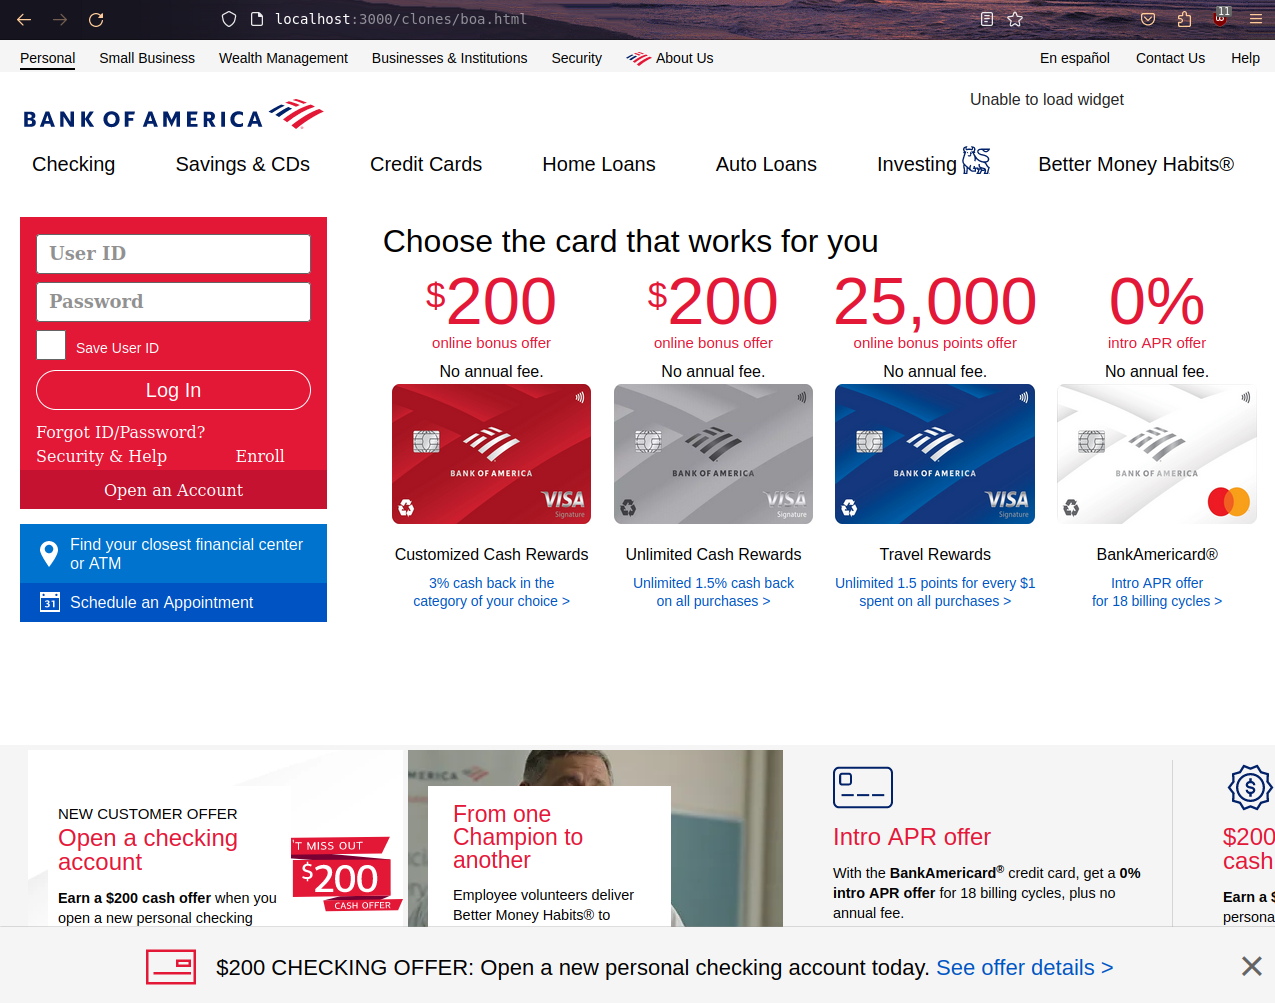 localhost:3000/clones/boa.html
11
Personal Small Business Wealth Management Businesses & Institutions Security About Us En español Contact Us Help
BANK OF AMERICA
Unable to load widget
Checking Savings & CDs Credit Cards Home Loans Auto Loans Investing Better Money Habits®
User ID
Password
Save User ID
Log In
Forgot ID/Password?
Security & Help Enroll
Open an Account
Find your closest financial center
or ATM
31
Schedule an Appointment
Choose the card that works for you
$200
online bonus offer
No annual fee.
BANK OF AMERICA
VISA
Signature
Customized Cash Rewards
3% cash back in the
category of your choice >
$200
online bonus offer
No annual fee.
BANK OF AMERICA
VISA
Signature
Unlimited Cash Rewards
Unlimited 1.5% cash back
on all purchases >
25,000
online bonus points offer
No annual fee.
BANK OF AMERICA
VISA
Signature
Travel Rewards
Unlimited 1.5 points for every $1
spent on all purchases >
0%
intro APR offer
No annual fee.
BANK OF AMERICA
BankAmericard®
Intro APR offer
for 18 billing cycles >
NEW CUSTOMER OFFER
Open a checking
account
Earn a $200 cash offer when you
open a new personal checking
'T MISS OUT
$200
CASH OFFER
MERICA
From one
Champion to
another
Employee volunteers deliver
Better Money Habits® to
Intro APR offer
With the BankAmericard® credit card, get a 0%
intro APR offer for 18 billing cycles, plus no
annual fee.
$
$200
cash
Earn a $
persona
$200 CHECKING OFFER: Open a new personal checking account today. See offer details >